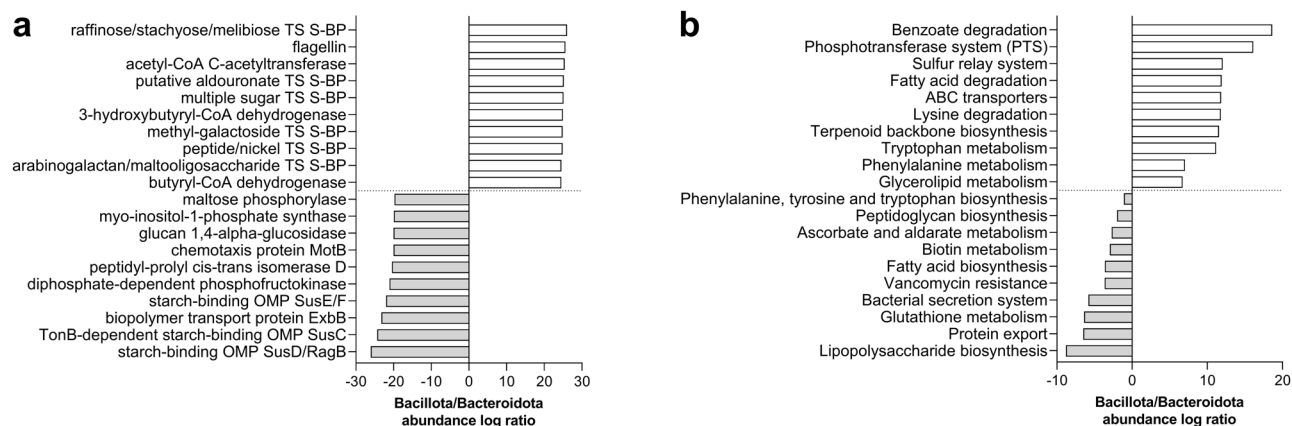 a
raffinose/stachyose/melibiose TS S-BP
flagellin
acetyl-CoA C-acetyltransferase
putative aldouronate TS S-BP
multiple sugar TS S-BP
3-hydroxybutyryl-CoA dehydrogenase
methyl-galactoside TS S-BP
peptide/nickel TS S-BP
arabinogalactan/maltooligosaccharide TS S-BP
butyryl-CoA dehydrogenase
maltose phosphorylase
myo-inositol-1-phosphate synthase
glucan 1,4-alpha-glucosidase
chemotaxis protein MotB
peptidyl-prolyl cis-trans isomerase D
diphosphate-dependent phosphofructokinase
starch-binding OMP SusE/F
biopolymer transport protein ExbB
TonB-dependent starch-binding OMP SusC
starch-binding OMP SusD/RagB
-30 -20 -10 0 10 20 30
Bacillota/Bacteroidota
abundance log ratio
b
Benzoate degradation
Phosphotransferase system (PTS)
Sulfur relay system
Fatty acid degradation
ABC transporters
Lysine degradation
Terpenoid backbone biosynthesis
Tryptophan metabolism
Phenylalanine metabolism
Glycerolipid metabolism
Phenylalanine, tyrosine and tryptophan biosynthesis
Peptidoglycan biosynthesis
Ascorbate and aldarate metabolism
Biotin metabolism
Fatty acid biosynthesis
Vancomycin resistance
Bacterial secretion system
Glutathione metabolism
Protein export
Lipopolysaccharide biosynthesis
-10 0 10 20
Bacillota/Bacteroidota
abundance log ratio